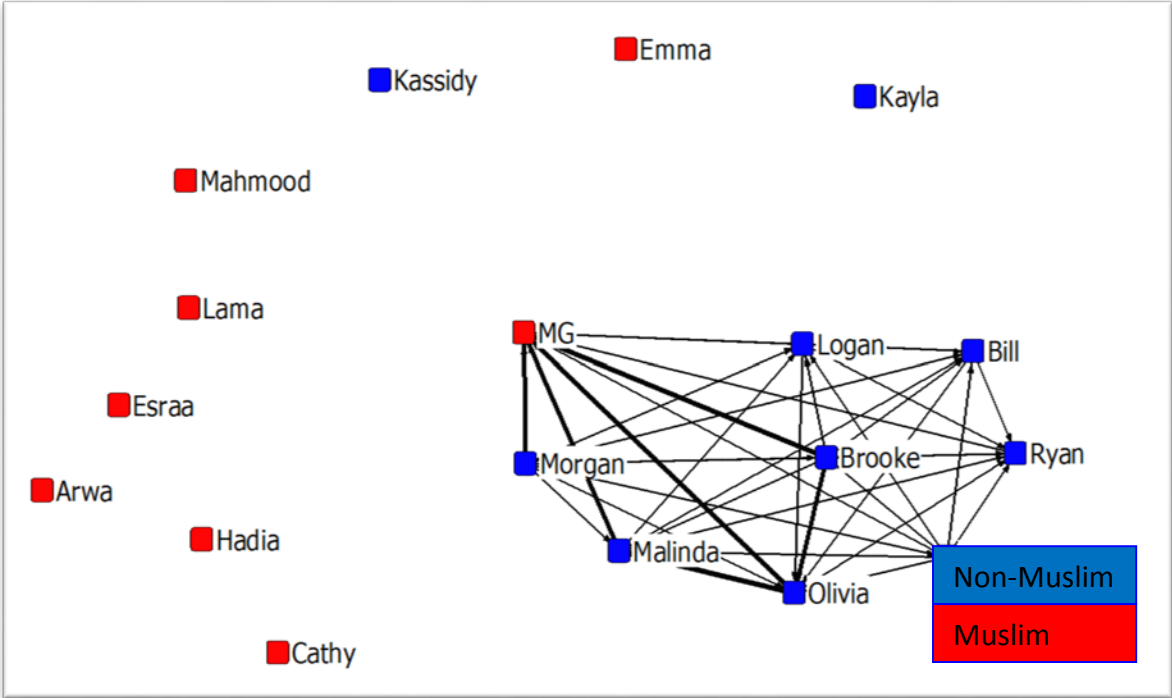 Emma
Kassidy
Kayla
Mahmood
Lama
MG
Logan
Bill
Esraa
Morgan
Brooke
Ryan
Arwa
Hadia
Malinda
Non-Muslim
Olivia
Muslim
Cathy